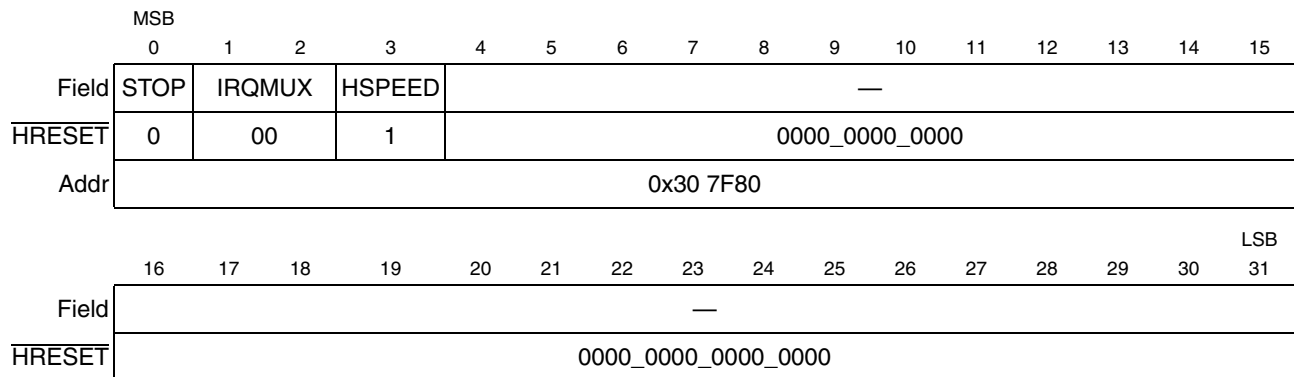 MSB
0 1 2 3 4 5 6 7 8 9 10 11 12 13 14 15
Field STOP IRQMUX HSPEED —
HRESET 0 00 1 0000_0000_0000
Addr 0x30 7F80
LSB
16 17 18 19 20 21 22 23 24 25 26 27 28 29 30 31
Field —
HRESET 0000_0000_0000_0000